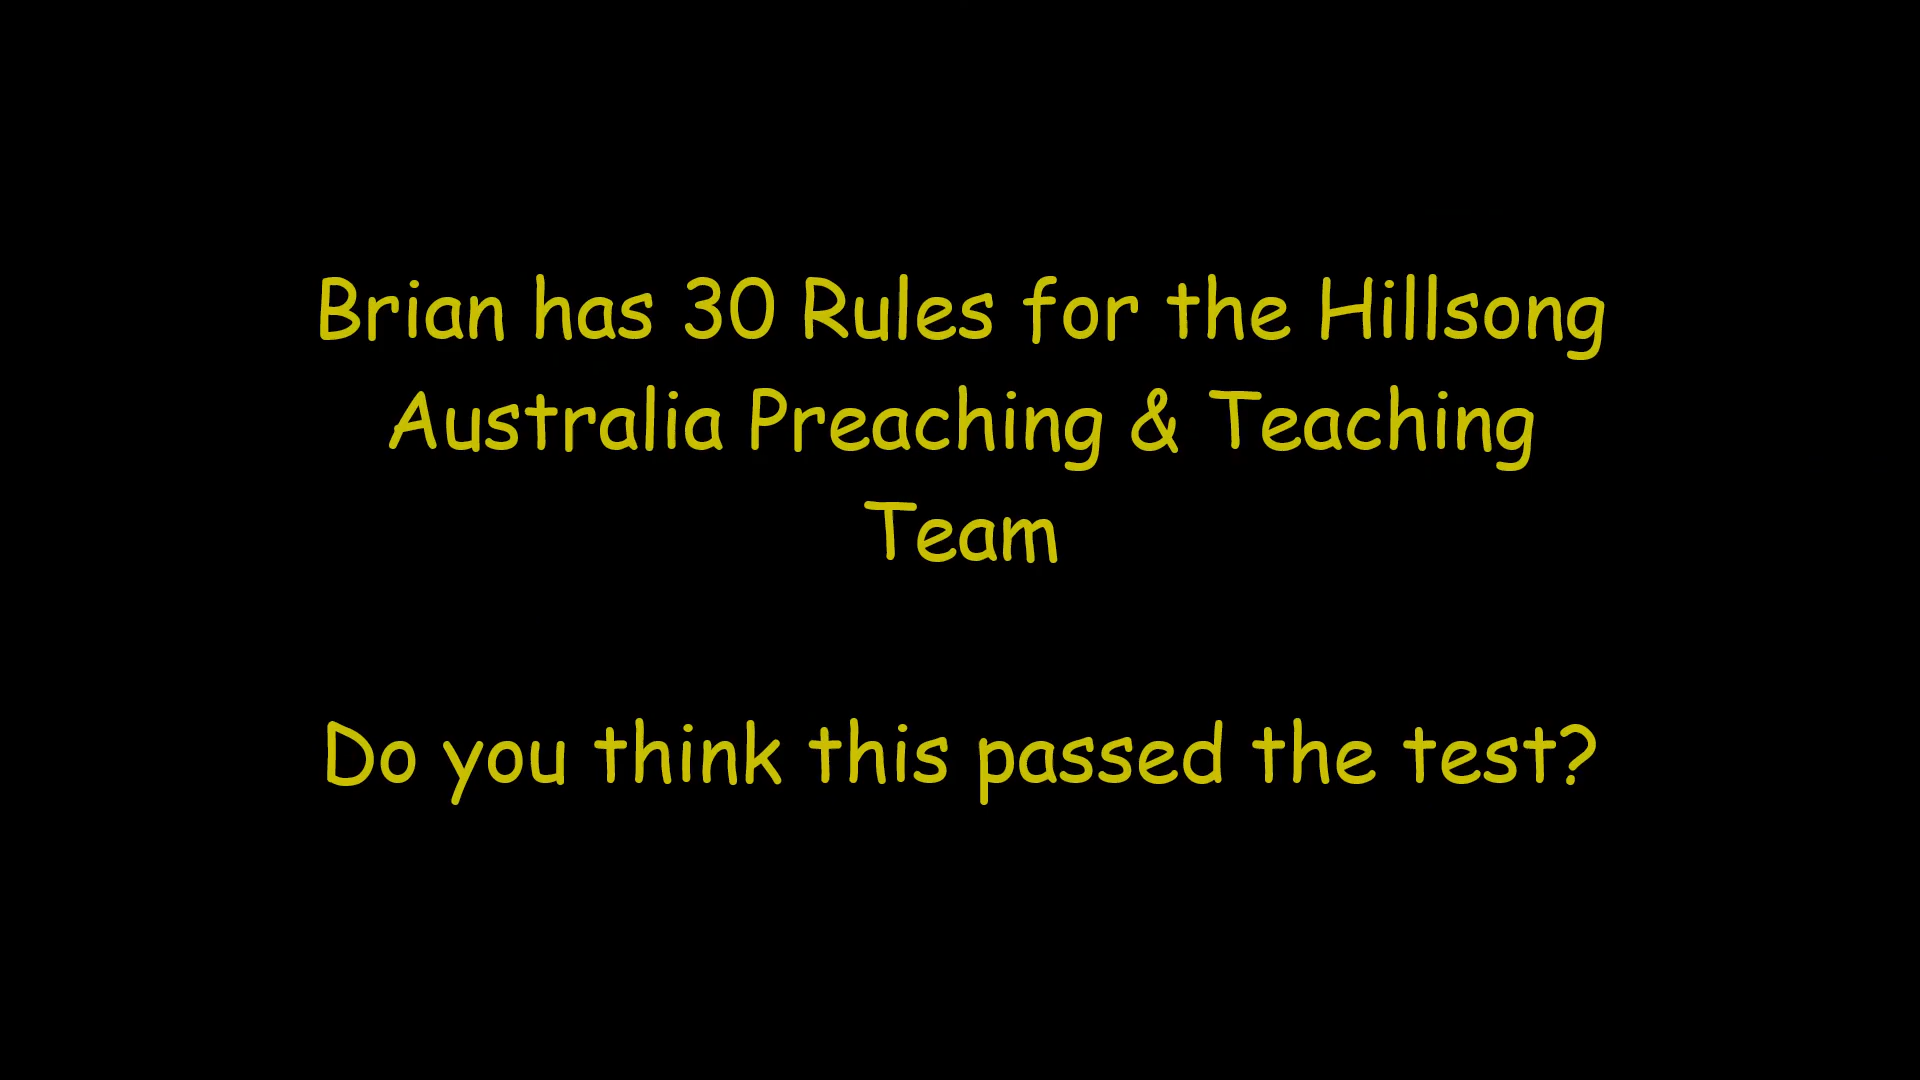 Brian has 30 Rules for the Hillsong
Australia Preaching & Teaching
Team
Do you think this passed the test?